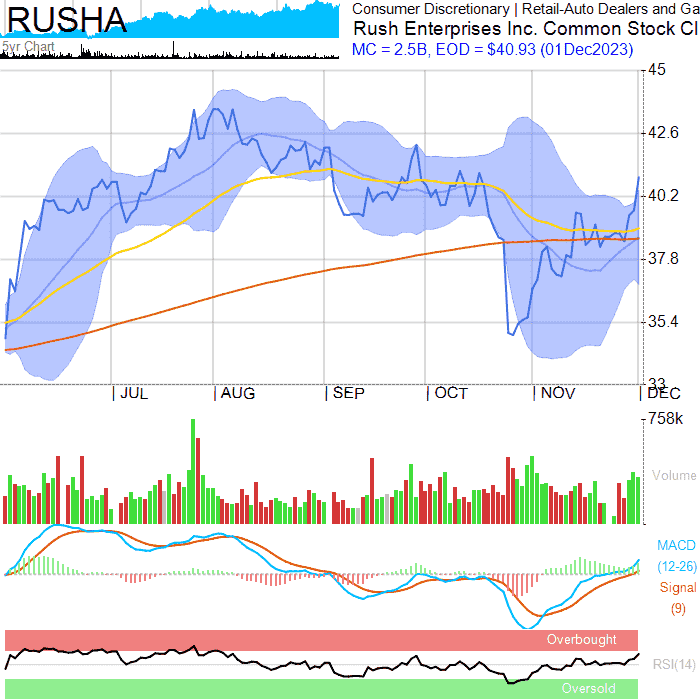 RUSHA
5yr Chart
Consumer Discretionary | Retail-Auto Dealers and Ga
Rush Enterprises Inc. Common Stock Cl
MC = 2.5B, EOD = $40.93 (01Dec2023)
45
42.6
40.2
37.8
35.4
33
JUL
AUG
SEP
OCT
NOV
DEC
758k
Volume
MACD
(12-26)
Signal
(9)
Overbought
RSI(14)
Oversold